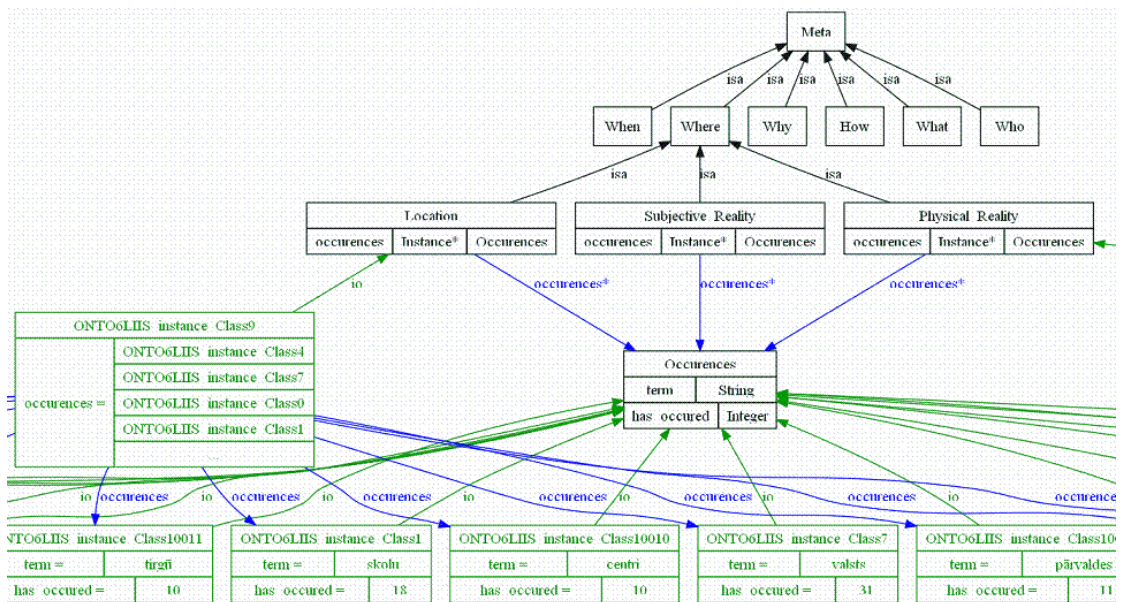 Meta
isa isa isa isa isa isa
When Where Why How What Who
isa isa isa
Location Subjective Reality Physical Reality
occurences Instance* Occurences occurences Instance* Occurences occurences Instance* Occurences
io occurences* occurences* occurences*
ONTO6LIIS instance Class9
ONTO6LIIS instance Class4
ONTO6LIIS instance Class7
occurences = ONTO6LIIS instance Class0
ONTO6LIIS instance Class1
...
Occurences
term String
has occured Integer
occurences io occurences io occurences io occurences io occurences io occurences
NTO6LIIS instance Class10011 ONTO6LIIS instance Class1 ONTO6LIIS instance Class10010 ONTO6LIIS instance Class7 ONTO6LIIS instance Class100
term = tirgū term = skolu term = centri term = valsts term = pārvaldes
has occured = 10 has occured = 18 has occured = 10 has occured = 31 has occured = 11